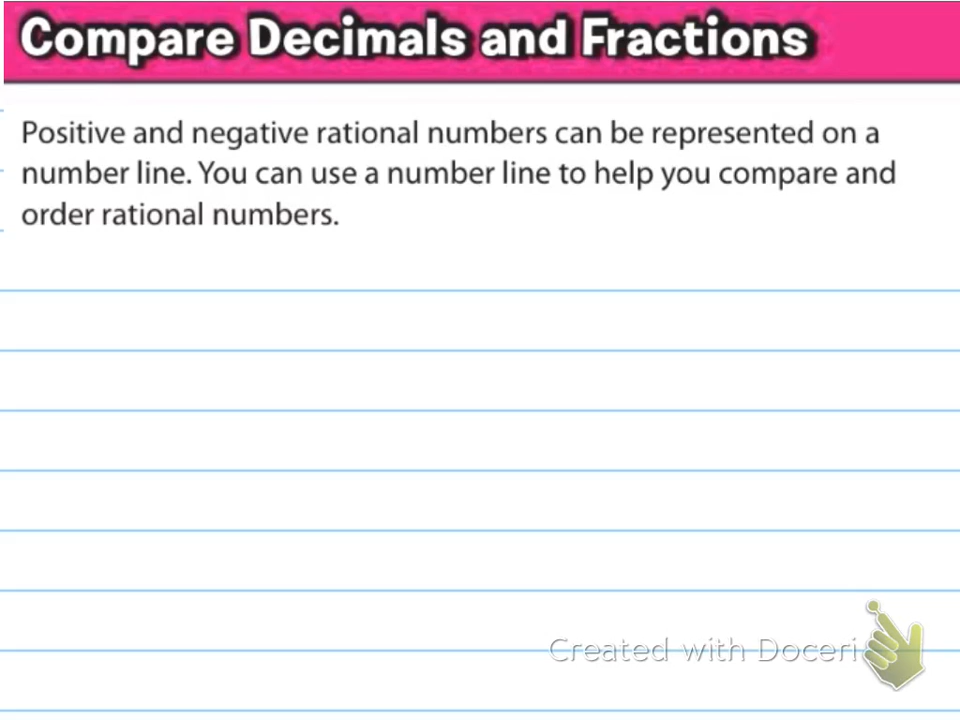 Compare Decimals and Fractions
Positive and negative rational numbers can be represented on a
number line. You can use a number line to help you compare and
order rational numbers.
Created with Doceri